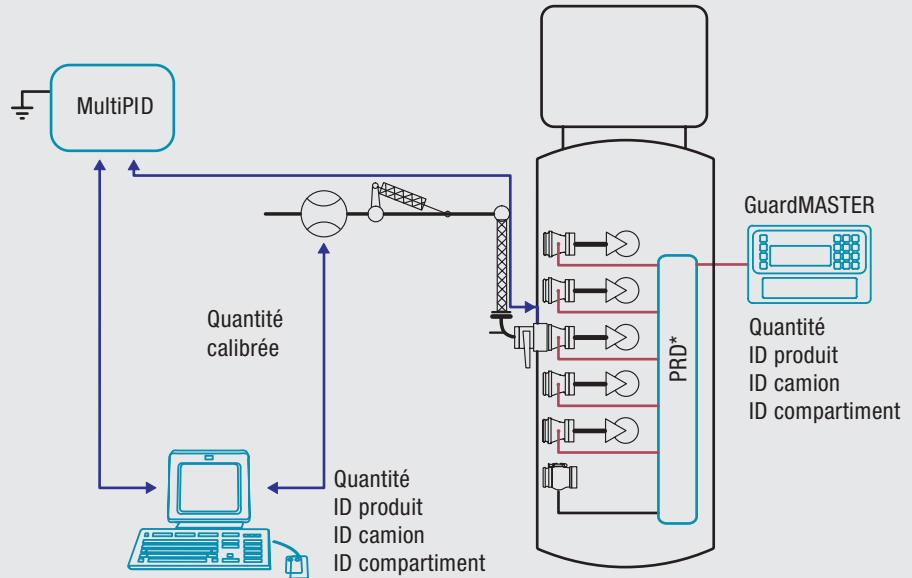 MultiPID
GuardMASTER
Quantité
calibrée
PRD*
Quantité
ID produit
ID camion
ID compartiment
Quantité
ID produit
ID camion
ID compartiment